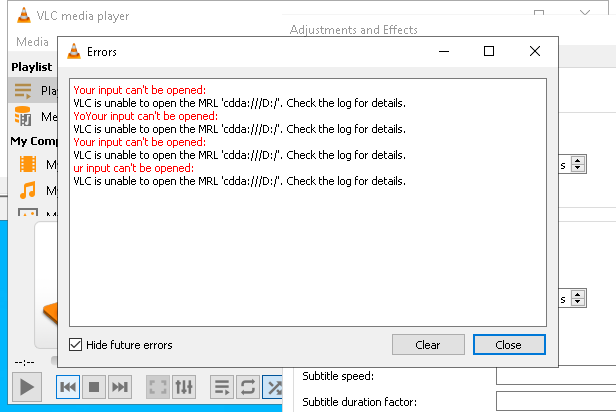 VLC media player
Adjustments and Effects
Media
Errors
Playlist
Pla
Me
My Comp
My
My
M
Your input can't be opened:
VLC is unable to open the MRL 'cdda:///D:/'. Check the log for details.
YoYour input can't be opened:
VLC is unable to open the MRL 'cdda:///D:/'. Check the log for details.
Your input can't be opened:
VLC is unable to open the MRL 'cdda:///D:/'. Check the log for details.
ur input can't be opened:
VLC is unable to open the MRL 'cdda:///D:/'. Check the log for details.
s
s
Hide future errors
Clear
Close
--:--
Subtitle speed:
Subtitle duration factor: